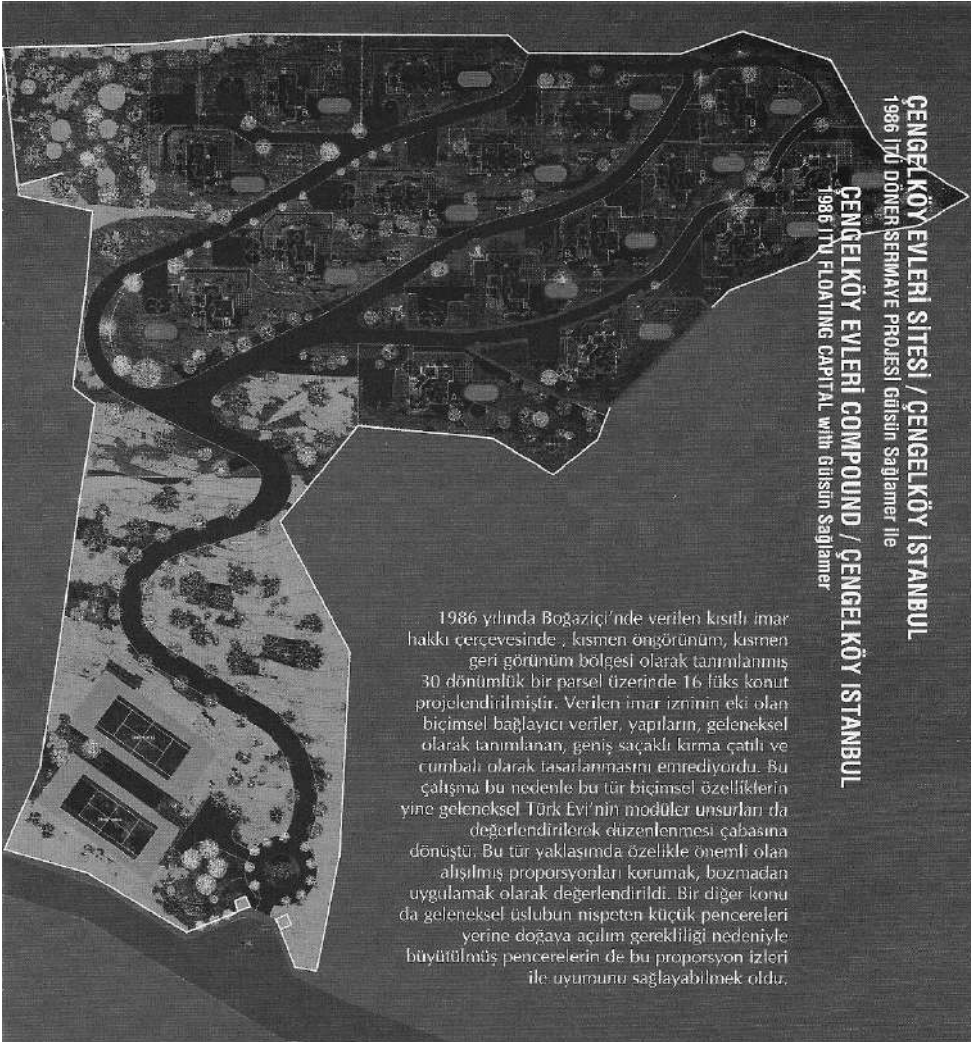 ÇENGELKÖY EVLERİ SİTESİ / ÇENGELKÖY İSTANBUL
1986 İTÜ DÖNER SERMAYE PROJESİ Gülsün Sağlamer ile
ÇENGELKÖY EVLERİ COMPOUND / ÇENGELKÖY ISTANBUL
1986 ITU FLOATING CAPITAL with Gülsün Sağlamer
1986 yılında Boğaziçi'nde verilen kısıtlı imar
hakkı çerçevesinde , kısmen öngörünüm, kısmen
geri görünüm bölgesi olarak tanımlanmış
30 dönümlük bir parsel üzerinde 16 lüks konut
projelendirilmiştir. Verilen imar izninin eki olan
biçimsel bağlayıcı veriler, yapıların, geleneksel
olarak tanımlanan, geniş saçaklı kırma çatılı ve
cumbalı olarak tasarlanmasını emrediyordu. Bu
çalışma bu nedenle bu tür biçimsel özelliklerin
yine geleneksel Türk Evi'nin modüler unsurları da
değerlendirilerek düzenlenmesi çabasına
dönüştü. Bu tür yaklaşımda özelikle önemli olan
alışılmış proporsyonları korumak, bozmadan
uygulamak olarak değerlendirildi. Bir diğer konu
da geleneksel üslubun nispeten küçük pencereleri
yerine doğaya açılım gerekliliği nedeniyle
büyütülmüş pencerelerin de bu proporsyon izleri
ile uyumunu sağlayabilmek oldu.